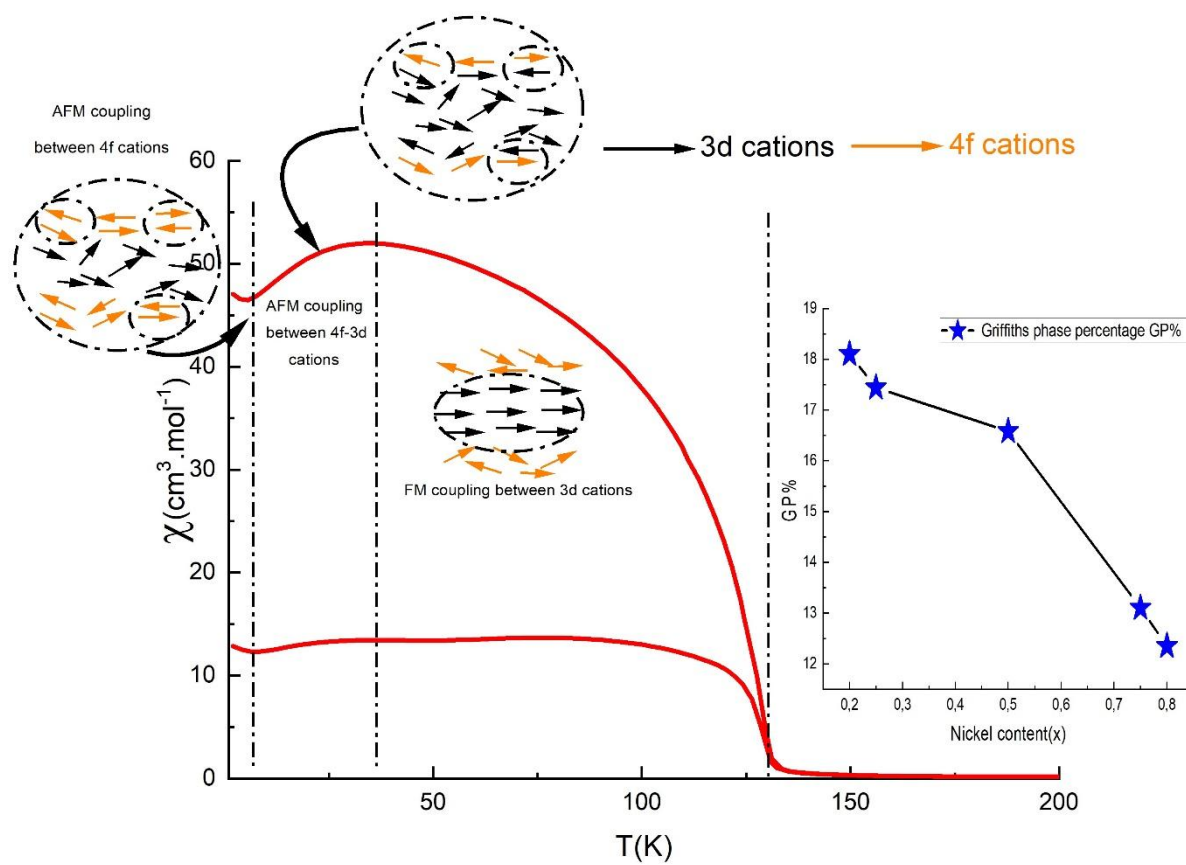 AFM coupling
between 4f cations
3d cations
4f cations
60
50
40
30
20
10
0
χ(cm³.mol⁻¹)
AFM coupling
between 4f-3d
cations
FM coupling between 3d cations
50
100
150
200
T(K)
Griffiths phase percentage GP%
19
18
17
16
15
14
13
12
GP%
0,2
0,3
0,4
0,5
0,6
0,7
0,8
Nickel content(x)